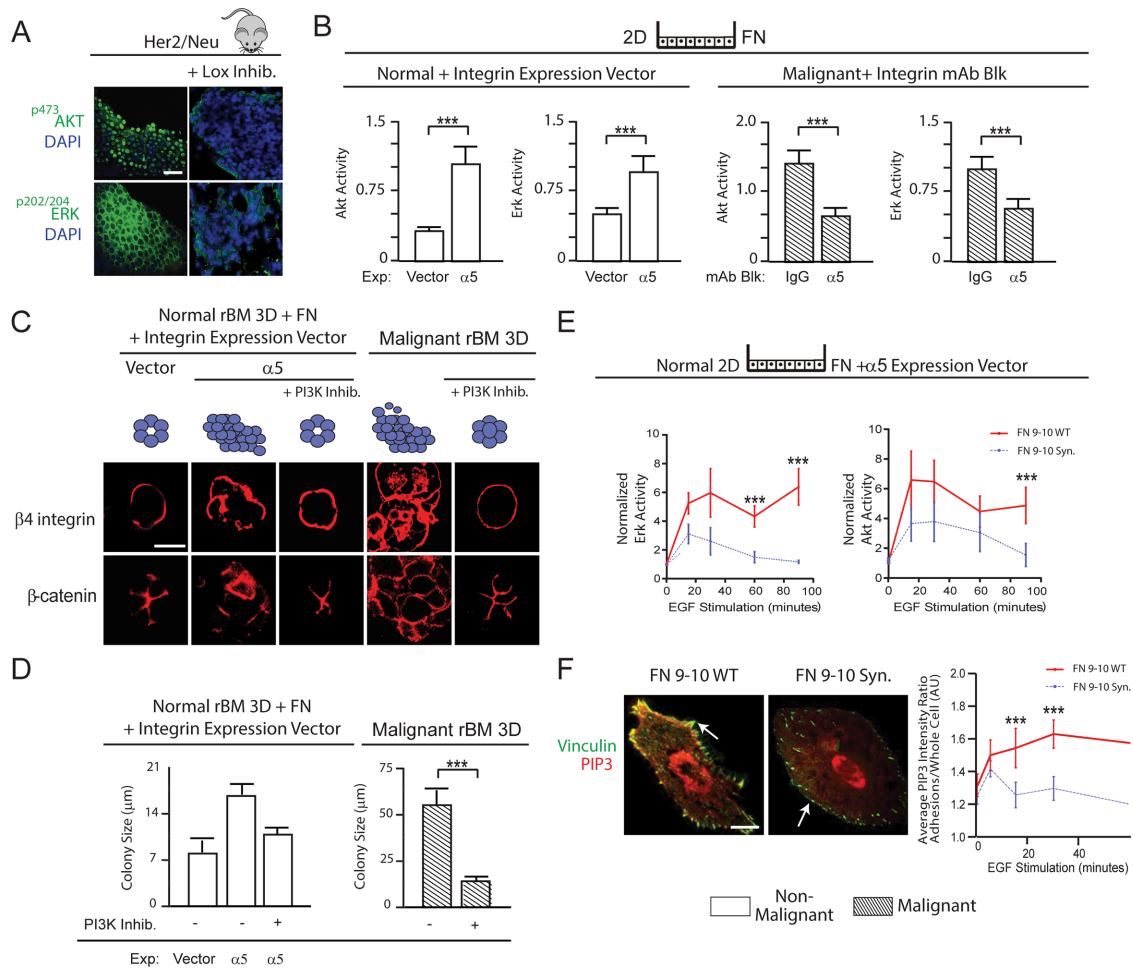 A
Her2/Neu
+ Lox Inhib.
p473
AKT
DAPI
p202/204
ERK
DAPI
B
2D FN
Normal + Integrin Expression Vector
Malignant+ Integrin mAb Blk
Akt Activity
1.5
0.75
0
***
Exp: Vector α5
Erk Activity
1.5
0.75
0
***
Vector α5
Akt Activity
2.0
1.0
0
***
mAb Blk: IgG α5
Erk Activity
1.5
0.75
0
***
IgG α5
C
Normal rBM 3D + FN
+ Integrin Expression Vector
Malignant rBM 3D
Vector
α5
+ PI3K Inhib.
+ PI3K Inhib.
β4 integrin
β-catenin
D
Normal rBM 3D + FN
+ Integrin Expression Vector
Malignant rBM 3D
Colony Size (μm)
21
14
7
0
Colony Size (μm)
75
50
25
0
***
PI3K Inhib. - - + - +
Exp: Vector α5 α5
E
Normal 2D FN +α5 Expression Vector
Normalized
Erk Activity
10
8
6
4
2
0
***
***
0 20 40 60 80 100
EGF Stimulation (minutes)
Normalized
Akt Activity
10
8
6
4
2
0
FN 9-10 WT
FN 9-10 Syn.
***
0 20 40 60 80 100
EGF Stimulation (minutes)
F
FN 9-10 WT
FN 9-10 Syn.
Vinculin
PIP3
Average PIP3 Intensity Ratio
Adhesions/Whole Cell (AU)
1.8
1.6
1.4
1.2
1.0
FN 9-10 WT
FN 9-10 Syn.
***
***
0 20 40
EGF Stimulation (minutes)
Non-
Malignant
Malignant